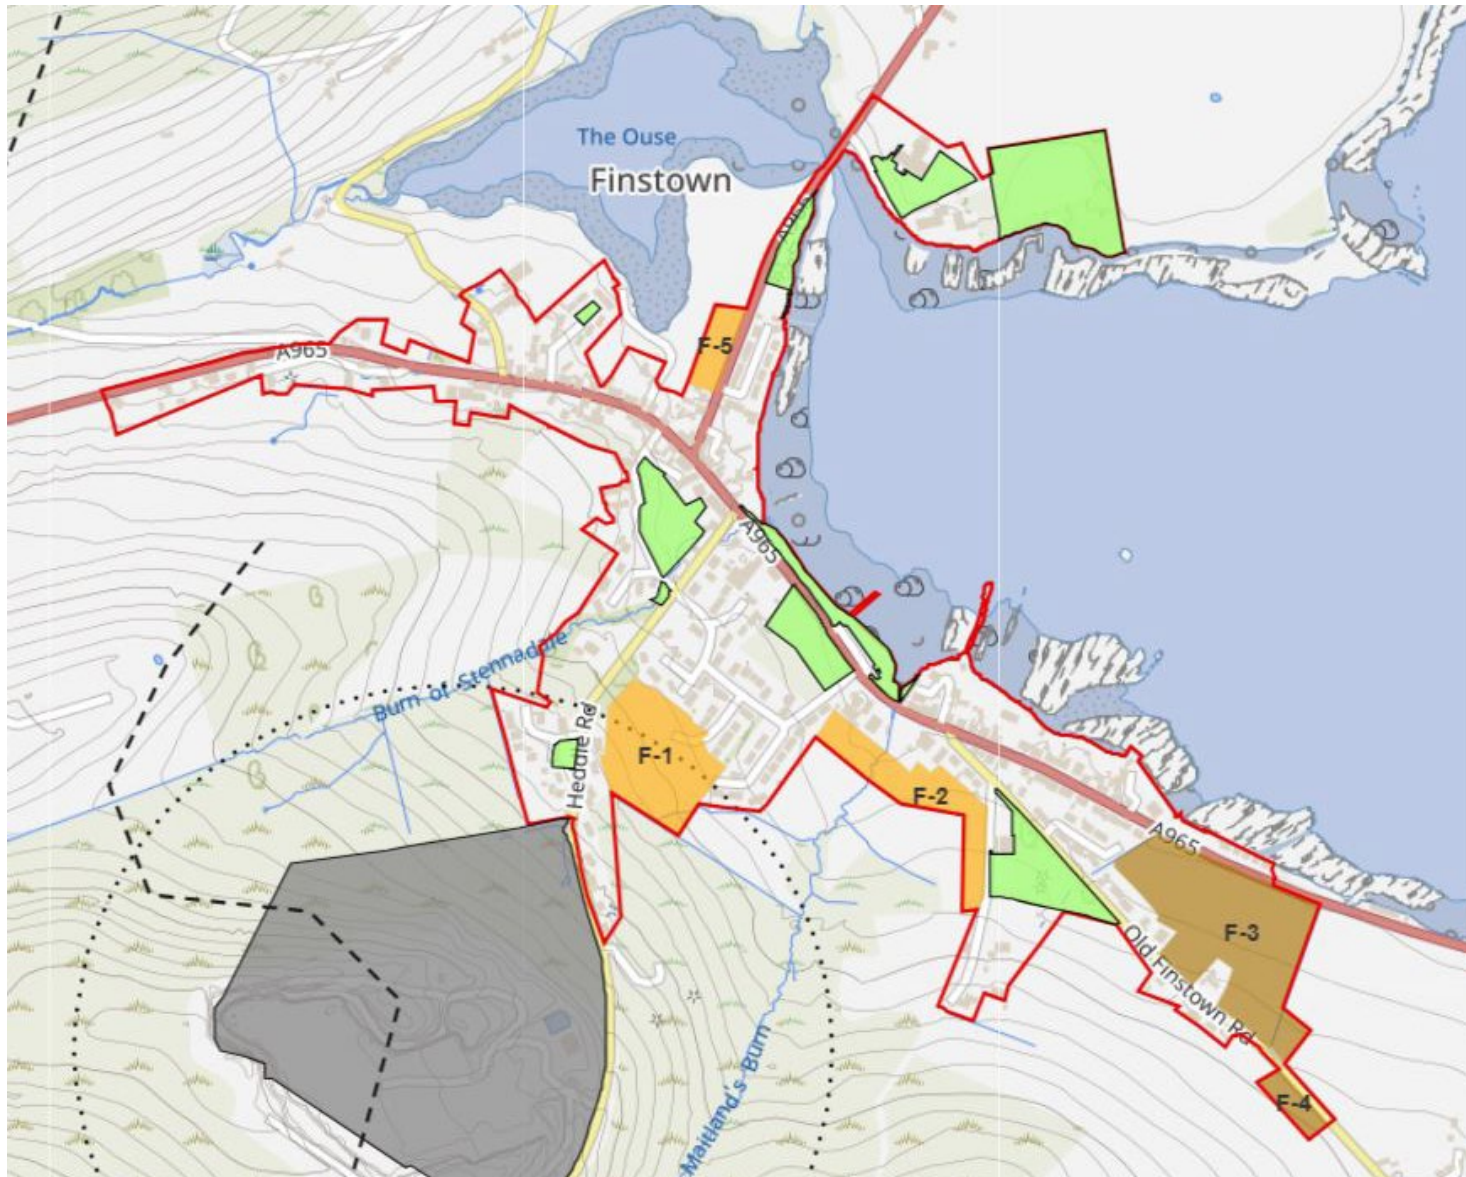 The Ouse
Finstown
A965
F-5
A965
A965
Burn of Stennadale
Heddle Rd
F-1
F-2
A965
F-3
Old Finstown Rd
F-4
Maitland's Burn